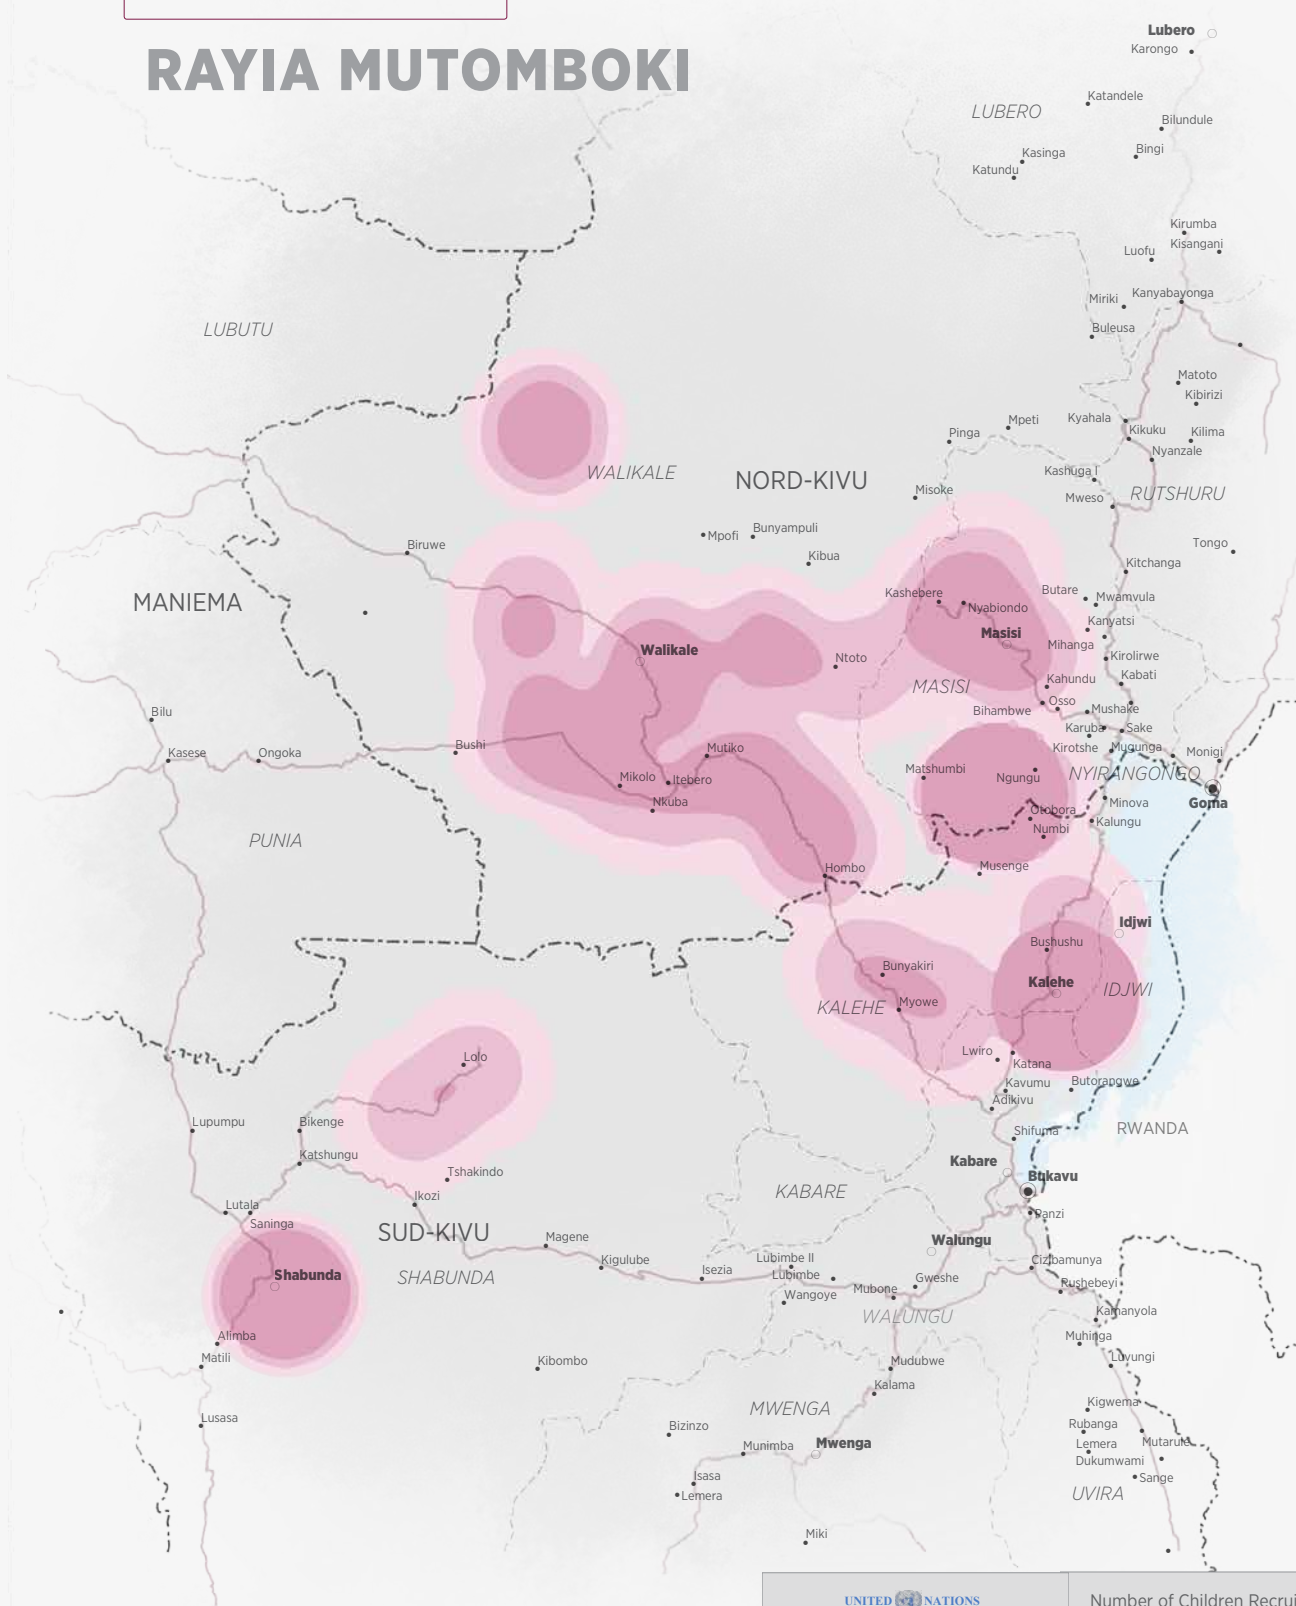 RAYIA MUTOMBOKI
Lubero
Karongo
Katandele
LUBERO
Bilundule
Bingi
Kasinga
Katundu
Kirumba
Kisangani
Luofu
Kanyabayonga
Miriki
Buleusa
LUBUTU
Matoto
Kibirizi
Kyahala
Mpeti
Pinga
Kikuku
Kilima
Nyanzale
WALIKALE
NORD-KIVU
Kashuga I
Misoke
Mweso
RUTSHURU
Mpofi
Bunyampuli
Kibua
Biruwe
Tongo
Kitchanga
MANIEMA
Kashebere
Nyabiondo
Butare
Mwamvula
Kanyatsi
Masisi
Mihanga
Walikale
Ntoto
Kirolirwe
MASISI
Kahundu
Kabati
Bilu
Bihambwe
Osso
Mushake
Karuba
Sake
Kasese
Ongoka
Bushi
Mutiko
Kirotshe
Mugunga
Monigi
Matshumbi
Ngungu
NYIRANGONGO
Mikolo
Itebero
Nkuba
Minova
Goma
Otobora
Kalungu
Numbi
PUNIA
Hombo
Musenge
Idjwi
Bushushu
Bunyakiri
Kalehe
IDJWI
KALEHE
Myowe
Lolo
Lwiro
Katana
Kavumu
Butorangwe
Adikivu
Lupumpu
Bikenge
Shifuma
RWANDA
Katshungu
Kabare
Tshakindo
Bukavu
KABARE
Ikozi
Lutala
Saninga
Panzi
SUD-KIVU
Magene
Walungu
Kigulube
Lubimbe II
Cizibamunya
Shabunda
SHABUNDA
Isezia
Lubimbe
Gweshe
Rushebeyi
Wangoye
Mubone
WALUNGU
Kamanyola
Alimba
Muhinga
Matili
Kibombo
Mudubwe
Luvungi
Kalama
Lusasa
MWENGA
Kigwema
Bizinzo
Rubanga
Munimba
Mwenga
Lemera
Mutarule
Dukumwami
Isasa
Sange
Lemera
UVIRA
Miki
UNITED NATIONS
Number of Children Recrui